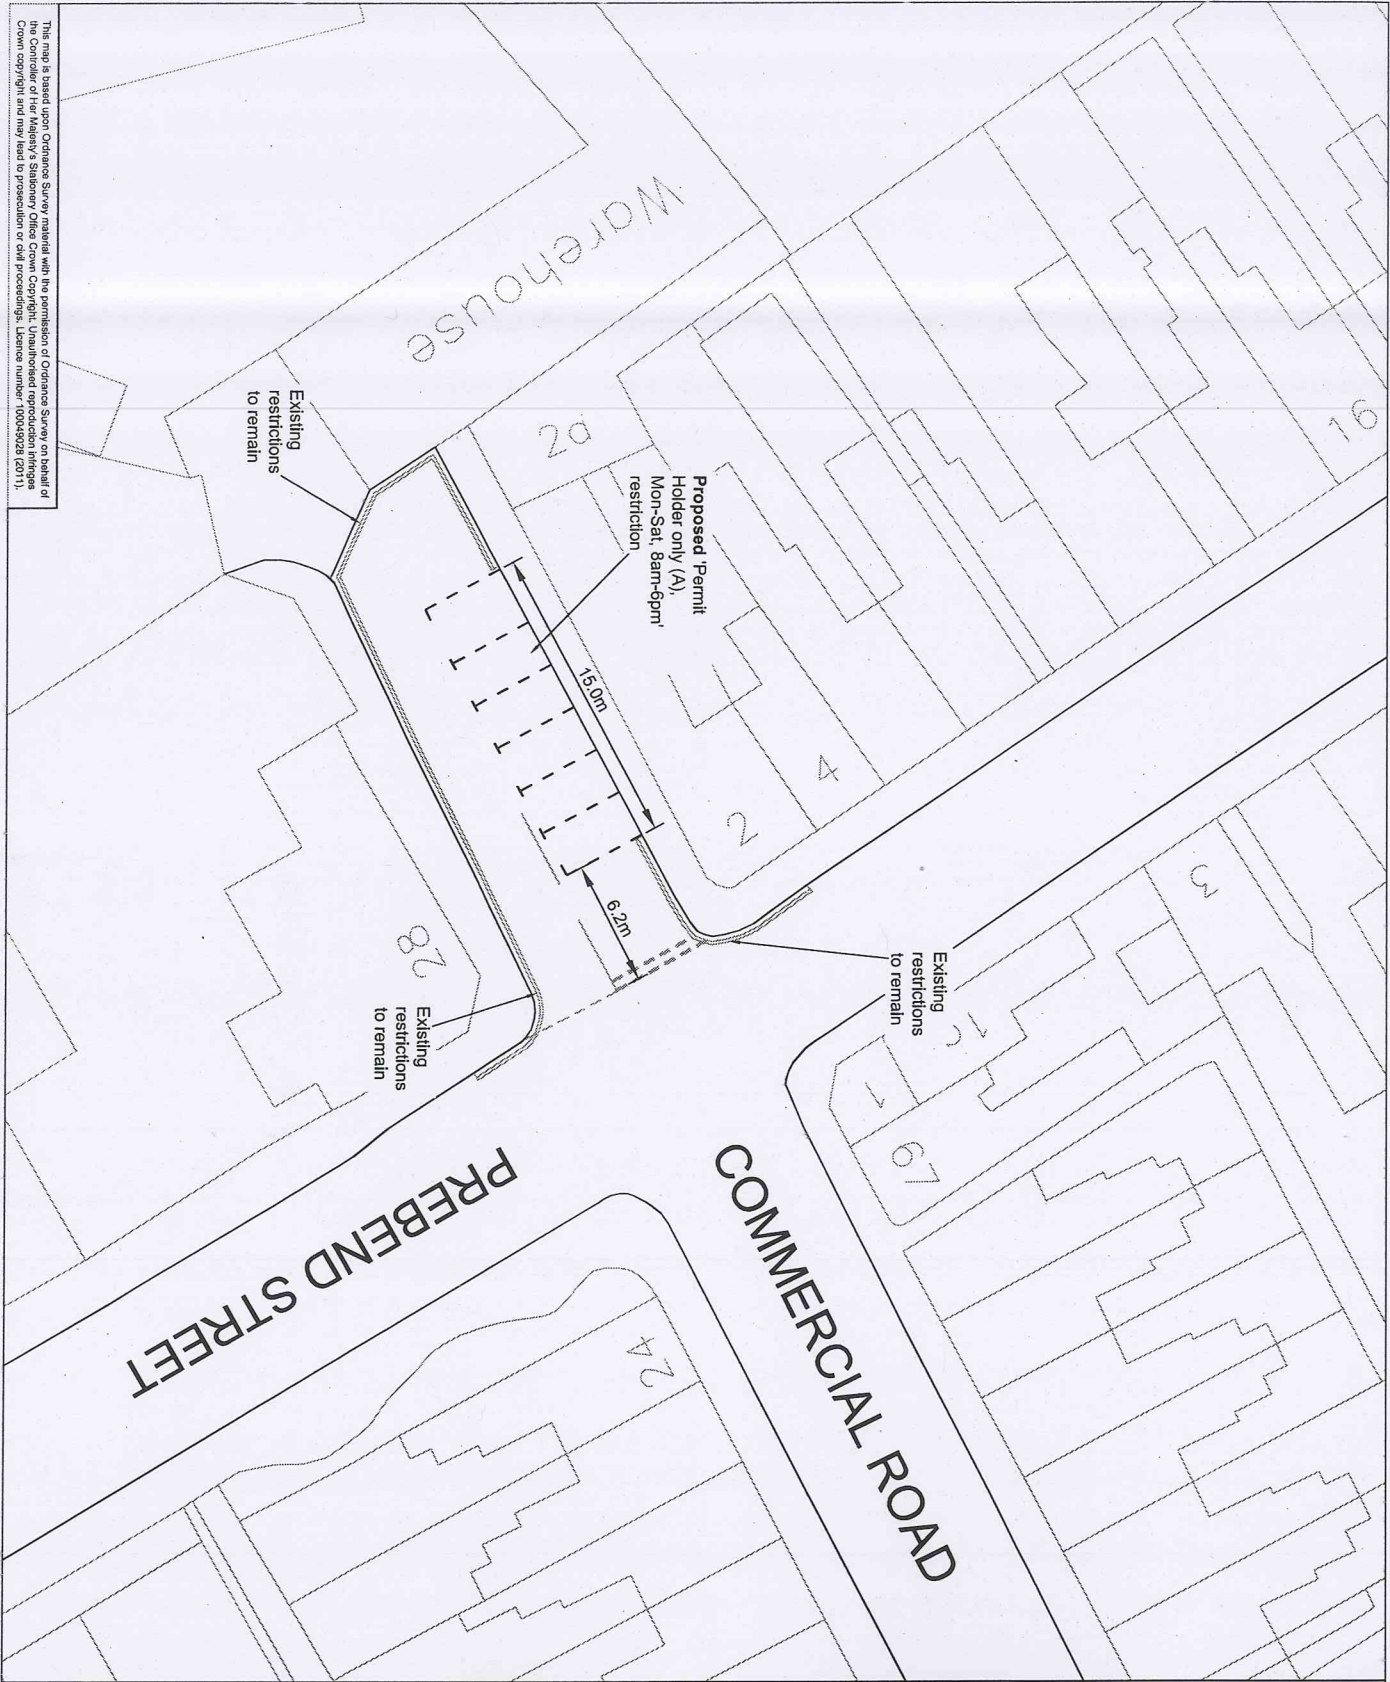 Warehouse
2a
16
4
2
3
1c
1
67
28
24
Proposed 'Permit
Holder only (A),
Mon-Sat, 8am-6pm'
restriction
15.0m
6.2m
Existing
restrictions
to remain
Existing
restrictions
to remain
Existing
restrictions
to remain
COMMERCIAL ROAD
PREBEND STREET
This map is based upon Ordnance Survey material with the permission of Ordnance Survey on behalf of
the Controller of Her Majesty's Stationery Office Crown Copyright. Unauthorised reproduction infringes
Crown copyright and may lead to prosecution or civil proceedings. Licence number 100049028 (2011).